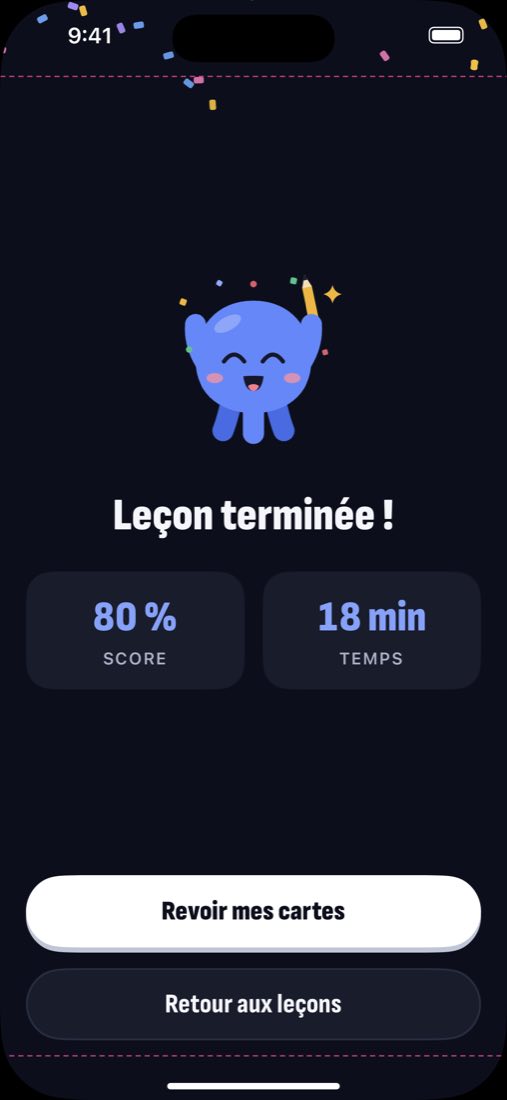 9:41
Leçon terminée !
80 %
SCORE
18 min
TEMPS
Revoir mes cartes
Retour aux leçons